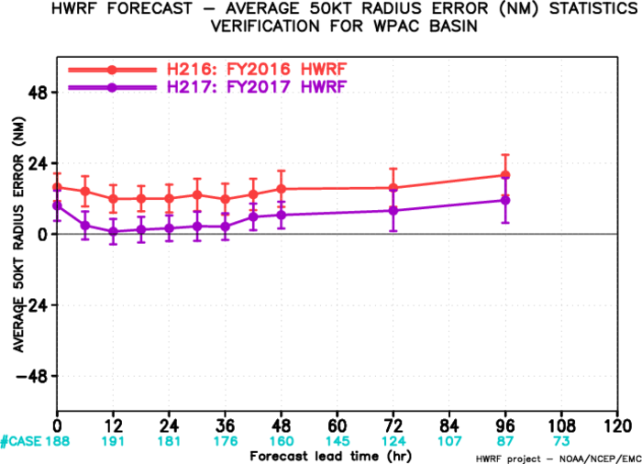 HWRF FORECAST – AVERAGE 50KT RADIUS ERROR (NM) STATISTICS
VERIFICATION FOR WPAC BASIN
H216: FY2016 HWRF
H217: FY2017 HWRF
AVERAGE 50KT RADIUS ERROR (NM)
48
24
0
–24
–48
0 12 24 36 48 60 72 84 96 108 120
#CASE 188 191 181 176 160 145 124 107 87 73
Forecast lead time (hr)
HWRF project – NOAA/NCEP/EMC